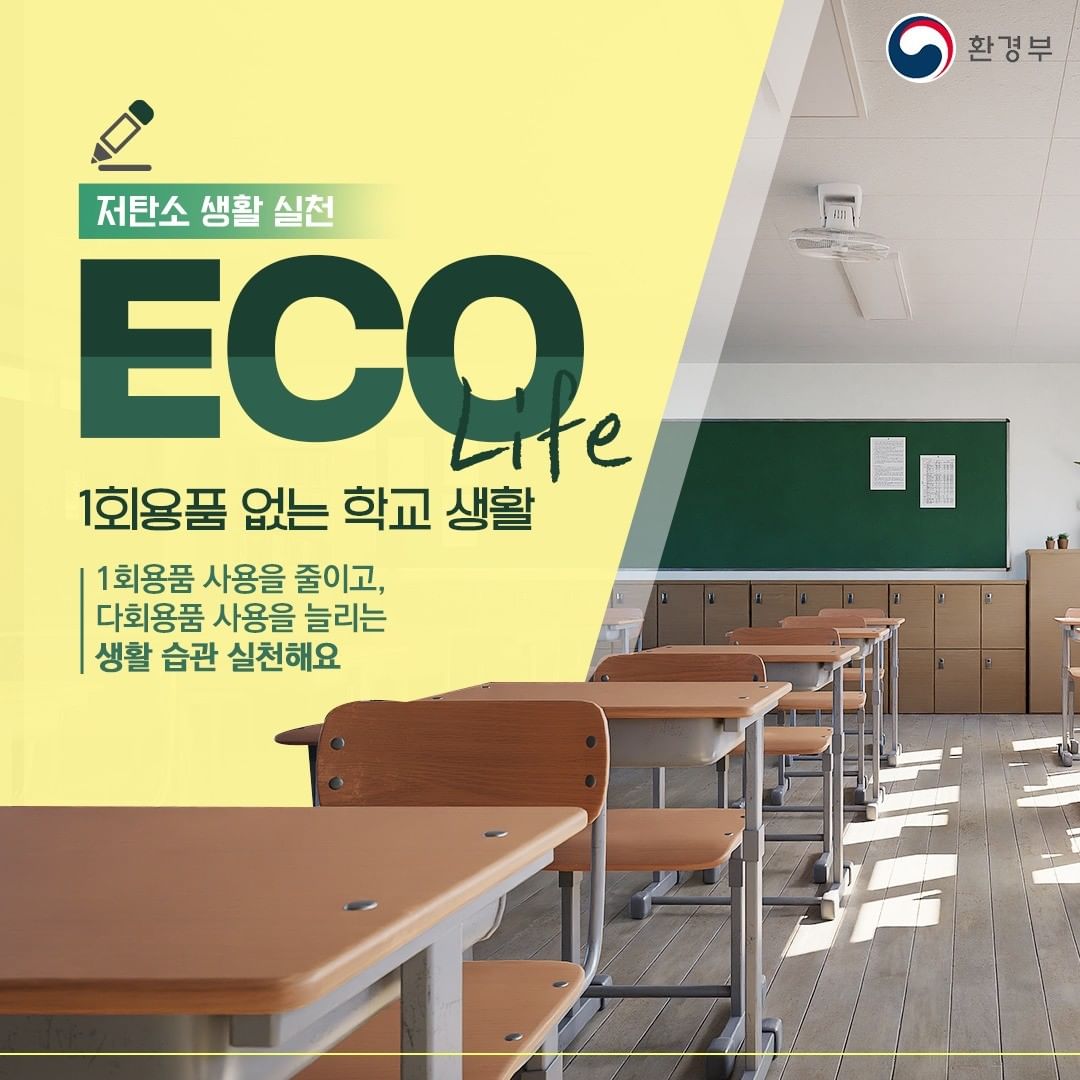 환경부
저탄소 생활 실천
ECO
Life
1회용품 없는 학교 생활
1회용품 사용을 줄이고,
다회용품 사용을 늘리는
생활 습관 실천해요